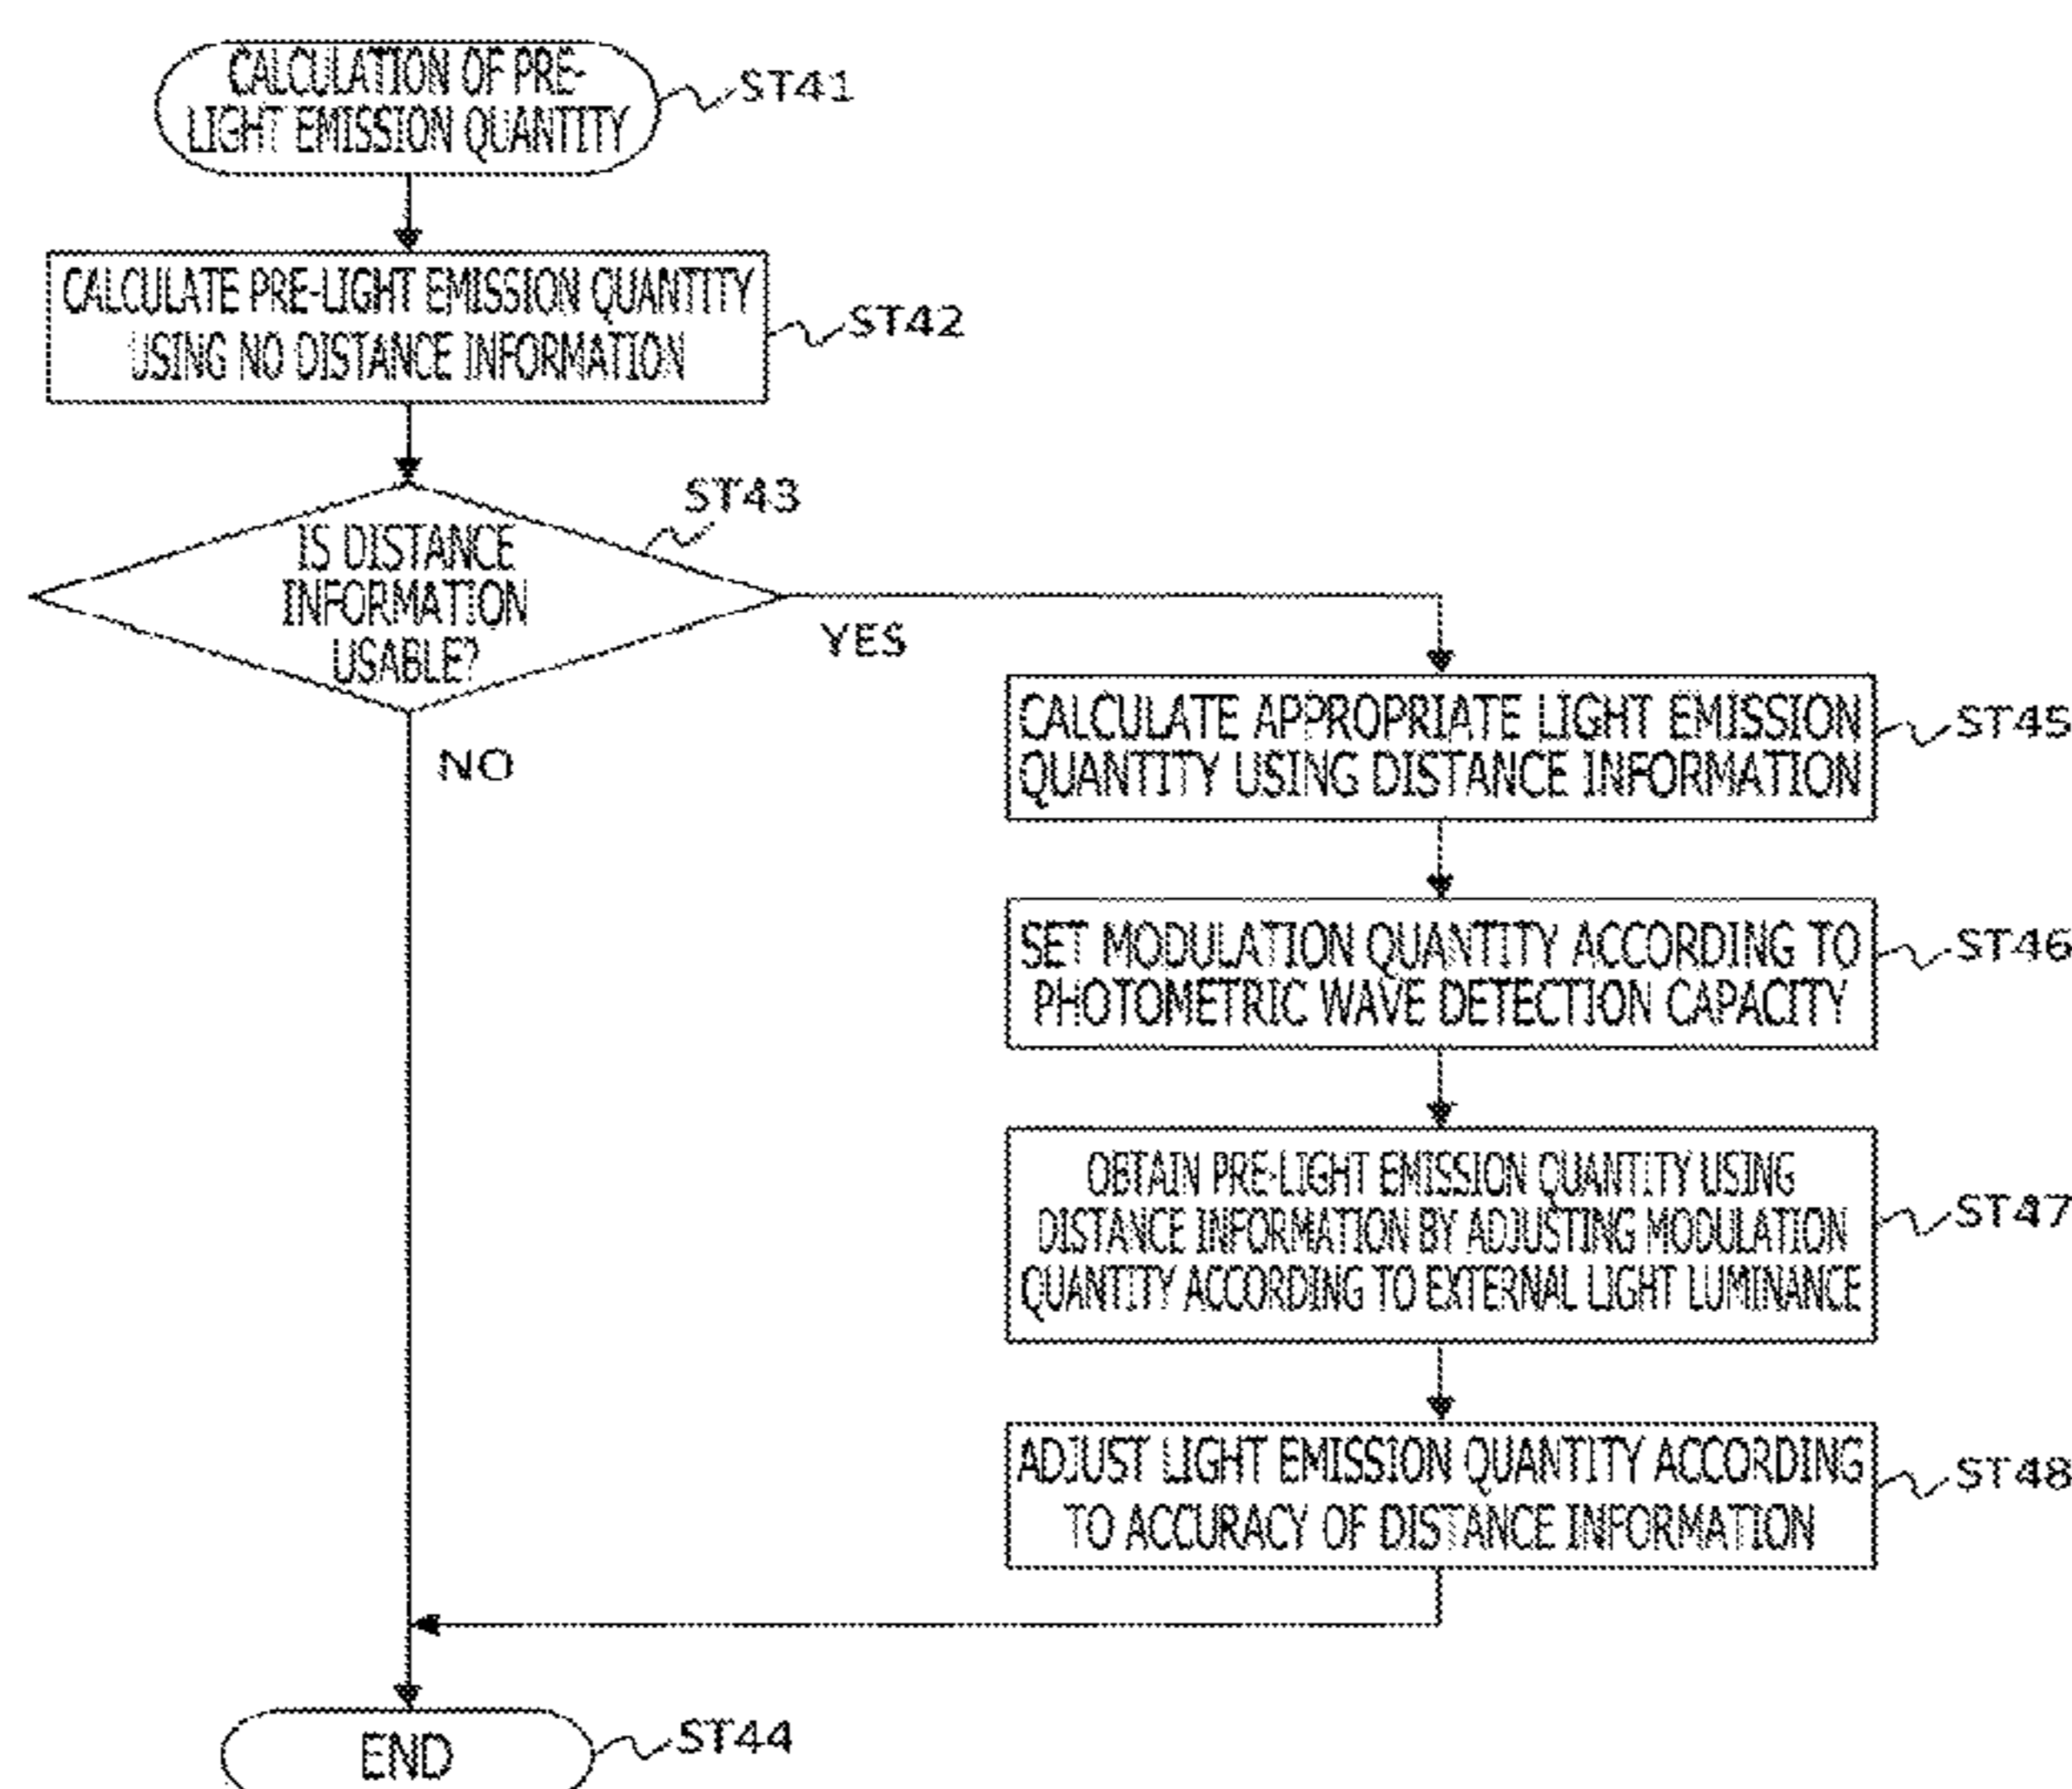 CALCULATION OF PRE-
LIGHT EMISSION QUANTITY
ST41
CALCULATE PRE-LIGHT EMISSION QUANTITY
USING NO DISTANCE INFORMATION
ST42
ST43
IS DISTANCE
INFORMATION
USABLE?
YES
NO
CALCULATE APPROPRIATE LIGHT EMISSION
QUANTITY USING DISTANCE INFORMATION
ST45
SET MODULATION QUANTITY ACCORDING TO
PHOTOMETRIC WAVE DETECTION CAPACITY
ST46
OBTAIN PRE-LIGHT EMISSION QUANTITY USING
DISTANCE INFORMATION BY ADJUSTING MODULATION
QUANTITY ACCORDING TO EXTERNAL LIGHT LUMINANCE
ST47
ADJUST LIGHT EMISSION QUANTITY ACCORDING
TO ACCURACY OF DISTANCE INFORMATION
ST48
END
ST44